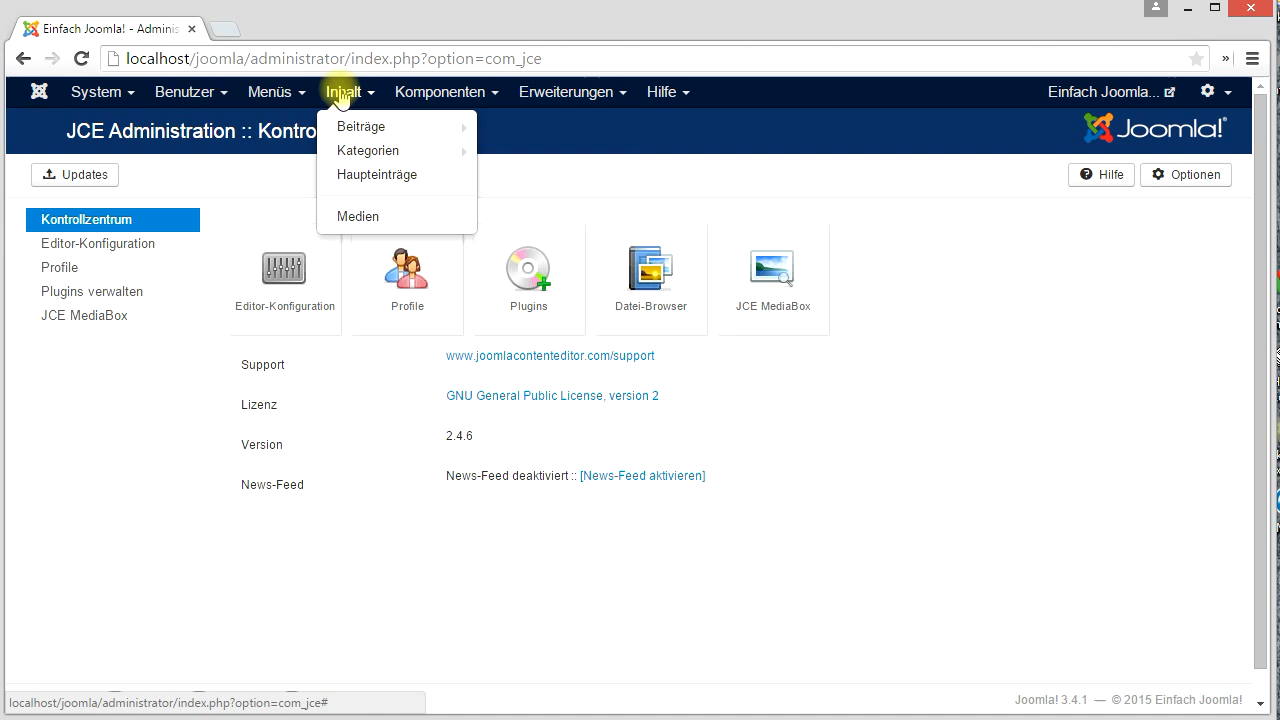 Einfach Joomla! - Adminis
localhost/joomla/administrator/index.php?option=com_jce
System Benutzer Menüs Inhalt Komponenten Erweiterungen Hilfe Einfach Joomla...
JCE Administration :: Kontro
Joomla!®
Beiträge
Kategorien
Haupteinträge
Medien
Updates Hilfe Optionen
Kontrollzentrum
Editor-Konfiguration
Profile
Plugins verwalten
JCE MediaBox
Editor-Konfiguration Profile Plugins Datei-Browser JCE MediaBox
Support www.joomlacontenteditor.com/support
Lizenz GNU General Public License, version 2
Version 2.4.6
News-Feed News-Feed deaktiviert :: [News-Feed aktivieren]
Joomla! 3.4.1 — © 2015 Einfach Joomla!
localhost/joomla/administrator/index.php?option=com_jce#